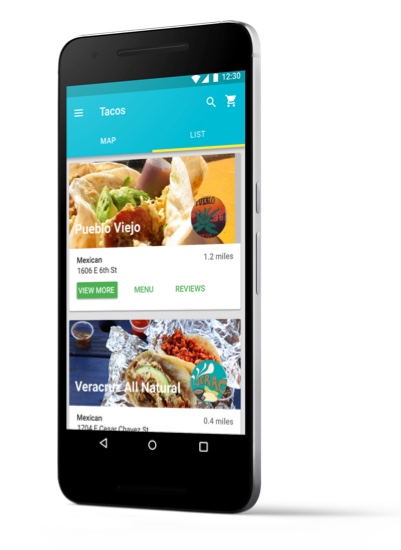 12:30
Tacos
MAP
LIST
PUEBLO
Pueblo Viejo
Mexican
1.2 miles
1606 E 6th St
VIEW MORE
MENU
REVIEWS
Veracruz All Natural
Mexican
0.4 miles
1704 E Cesar Chavez St